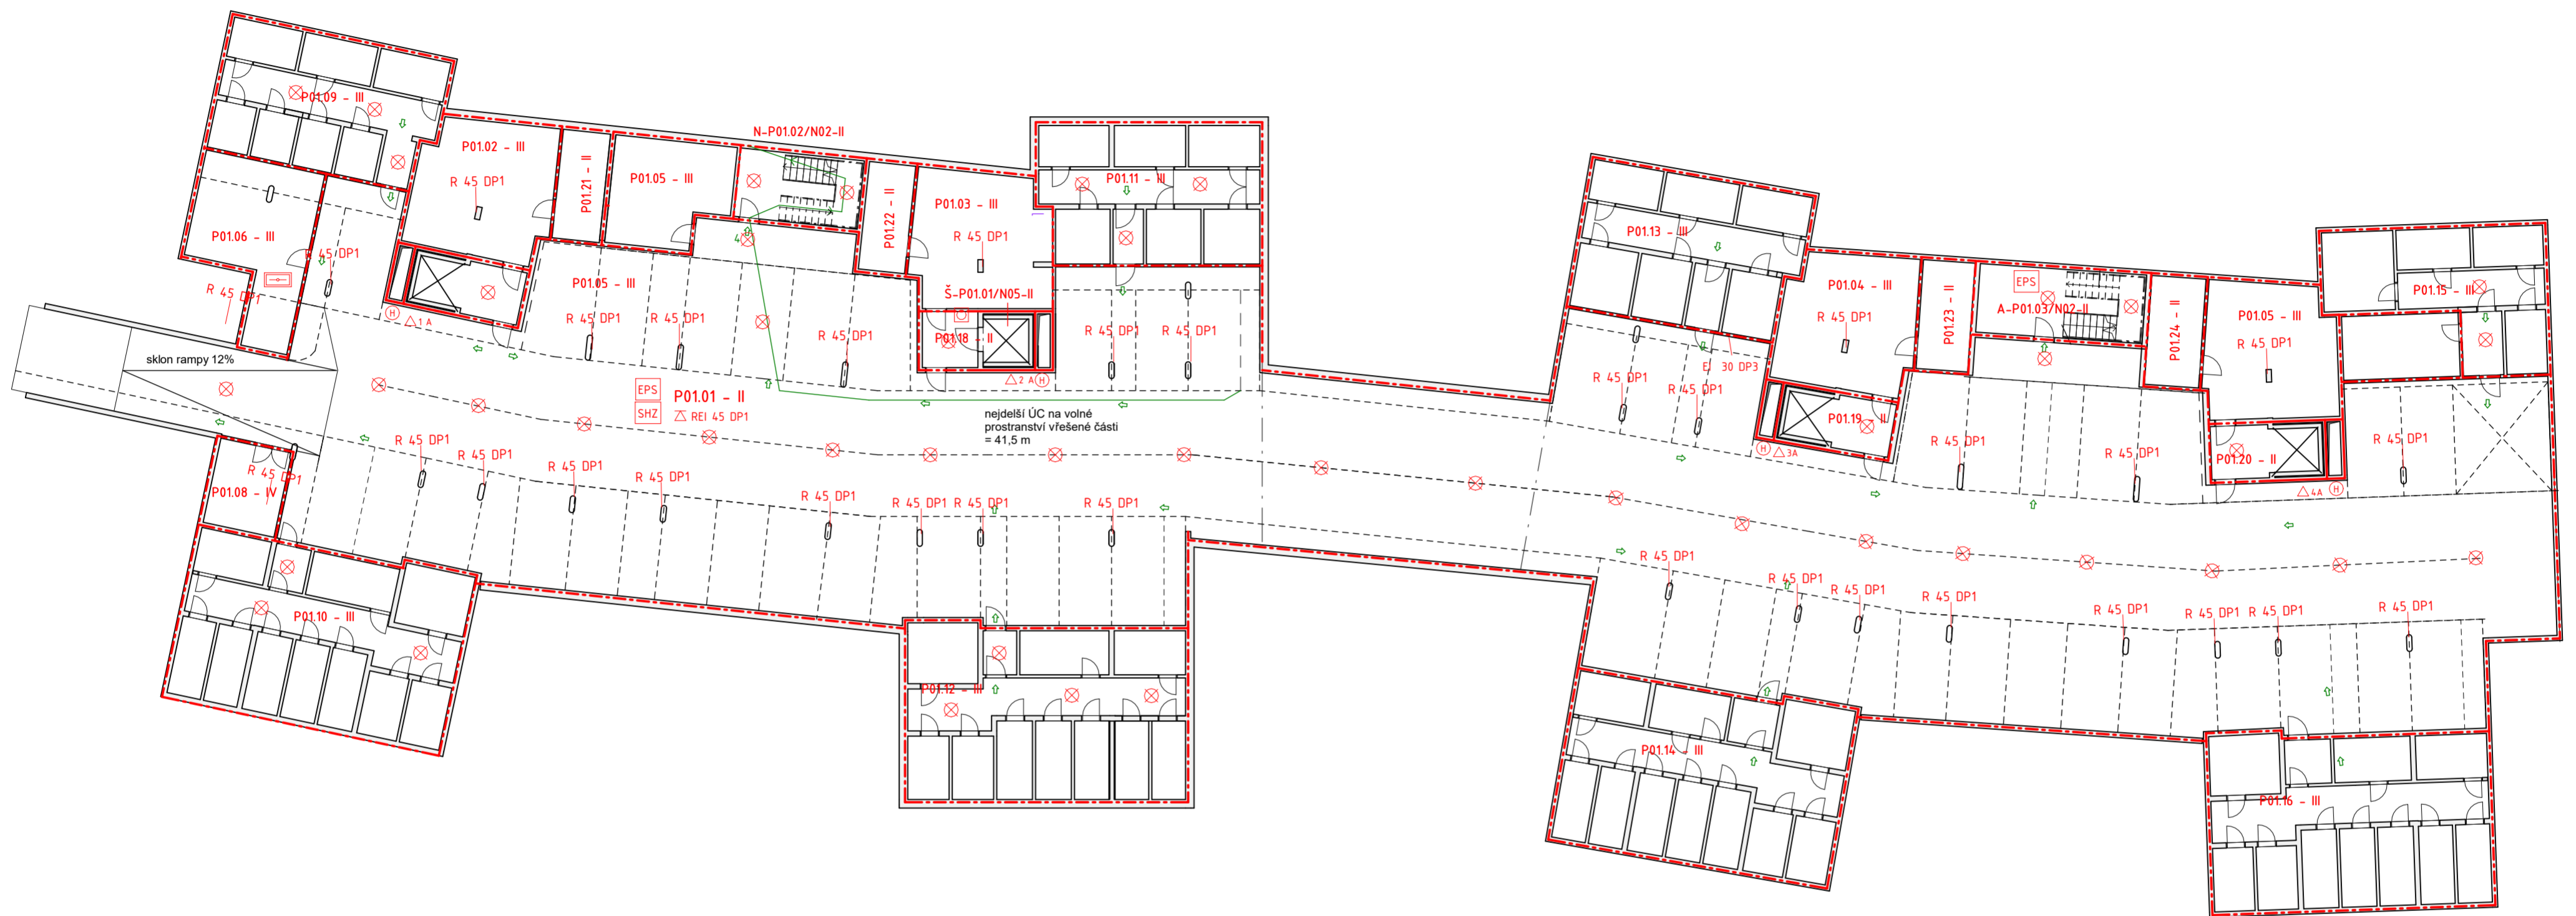 P01.09 - III
P01.02 - III
R 45 DP1
P01.21 - II
P01.05 - III
N-P01.02/N02-II
P01.22 - II
P01.03 - III
R 45 DP1
P01.11 - III
P01.06 - III
R 45 DP1
R 45 DP1
H
1 A
P01.05 - III
R 45 DP1
R 45 DP1
R 45 DP1
4
Š-P01.01/N05-II
P01.18 - II
2 A
H
R 45 DP1
R 45 DP1
sklon rampy 12%
EPS
SHZ
P01.01 - II
REI 45 DP1
nejdelší ÚC na volné
prostranství vřešené části
= 41,5 m
P01.08 - IV
R 45 DP1
R 45 DP1
R 45 DP1
R 45 DP1
R 45 DP1
R 45 DP1
R 45 DP1
R 45 DP1
R 45 DP1
P01.10 - III
P01.12 - III
P01.13 - III
P01.04 - III
R 45 DP1
P01.23 - II
EPS
A-P01.03/N02-II
P01.24 - II
P01.05 - III
R 45 DP1
P01.15 - III
30 DP3
R 45 DP1
R 45 DP1
P01.19 - II
H
3A
R 45 DP1
R 45 DP1
P01.20 - II
4A
H
R 45 DP1
R 45 DP1
R 45 DP1
R 45 DP1
R 45 DP1
R 45 DP1
R 45 DP1
R 45 DP1
R 45 DP1
P01.14 - III
P01.16 - III